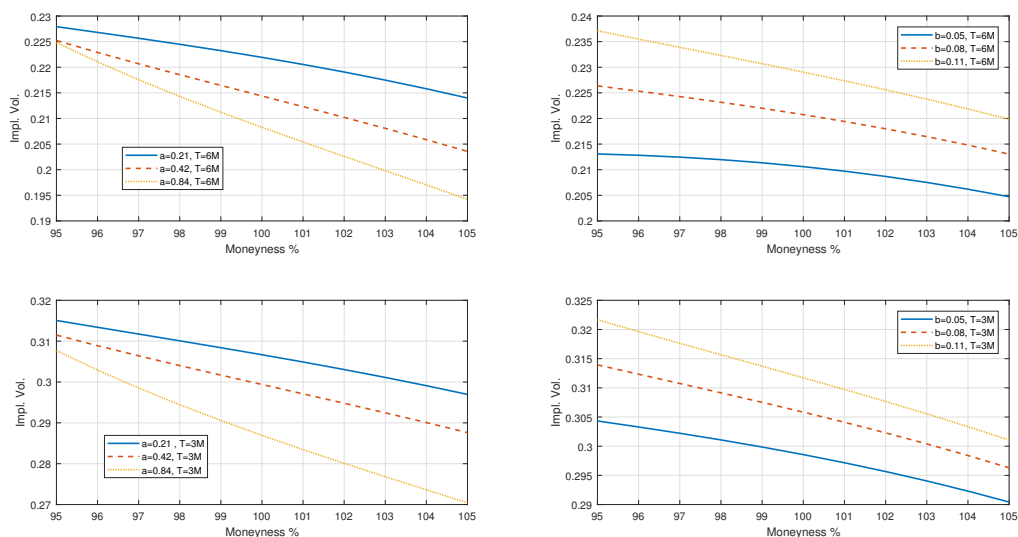 0.23
0.225
0.22
0.215
0.21
0.205
0.2
0.195
0.19
Impl. Vol.
a=0.21, T=6M
a=0.42, T=6M
a=0.84, T=6M
95 96 97 98 99 100 101 102 103 104 105
Moneyness %
0.24
0.235
0.23
0.225
0.22
0.215
0.21
0.205
0.2
Impl. Vol.
b=0.05, T=6M
b=0.08, T=6M
b=0.11, T=6M
95 96 97 98 99 100 101 102 103 104 105
Moneyness %
0.32
0.31
0.3
0.29
0.28
0.27
Impl. Vol.
a=0.21 , T=3M
a=0.42, T=3M
a=0.84, T=3M
95 96 97 98 99 100 101 102 103 104 105
Moneyness %
0.325
0.32
0.315
0.31
0.305
0.3
0.295
0.29
Impl. Vol.
b=0.05, T=3M
b=0.08, T=3M
b=0.11, T=3M
95 96 97 98 99 100 101 102 103 104 105
Moneyness %